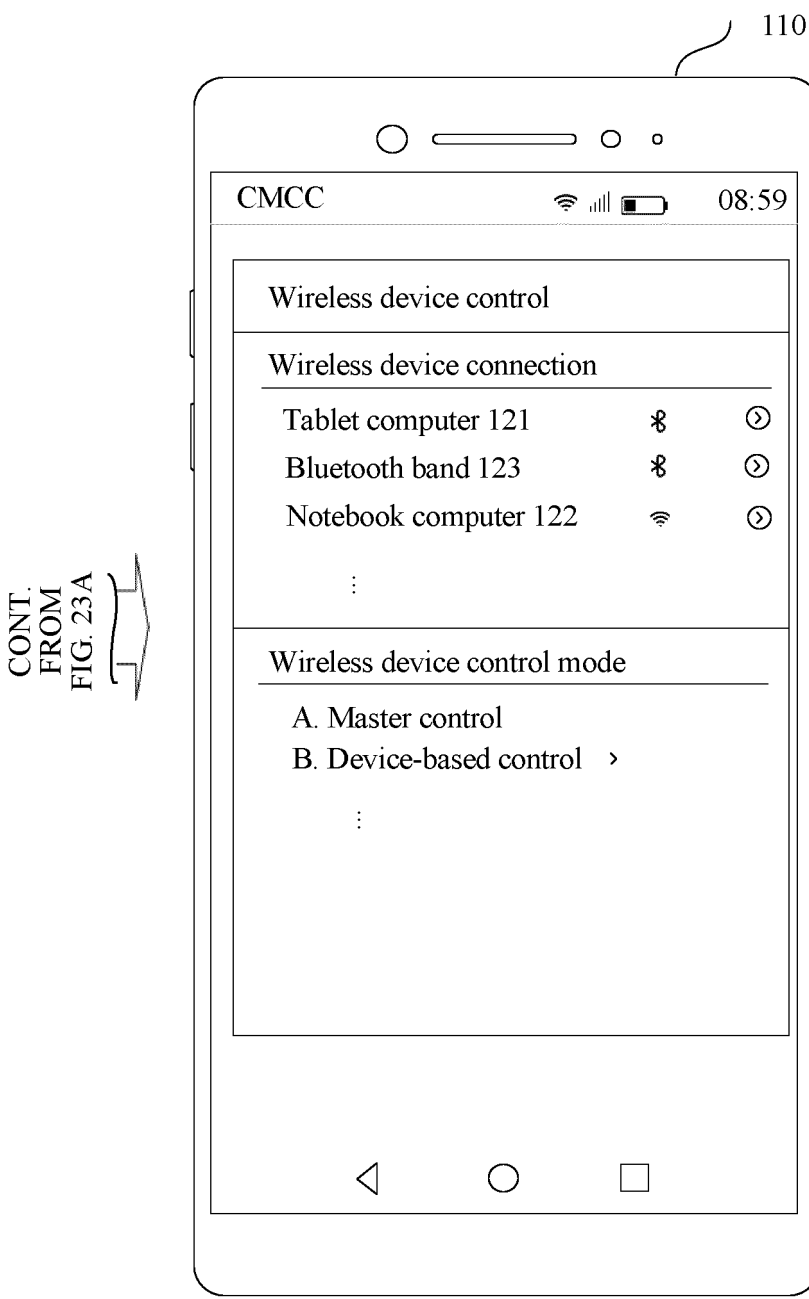 110
CMCC 08:59
Wireless device control
Wireless device connection
Tablet computer 121
Bluetooth band 123
Notebook computer 122
⋮
CONT.
FROM
FIG. 23A
Wireless device control mode
A. Master control
B. Device-based control >
⋮